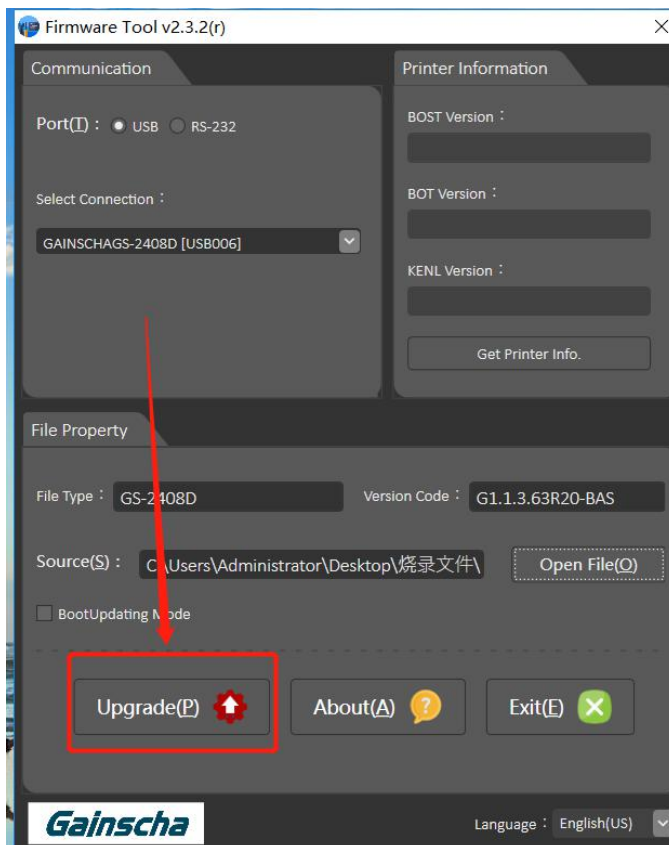 Firmware Tool v2.3.2(r)
Communication
Printer Information
Port(T) : USB RS-232
BOST Version :
Select Connection :
BOT Version :
GAINSCHAGS-2408D [USB006]
KENL Version :
Get Printer Info.
File Property
File Type : GS-2408D Version Code : G1.1.3.63R20-BAS
Source(S) : C:\Users\Administrator\Desktop\烧录文件\ Open File(O)
BootUpdating Mode
Upgrade(P) About(A) ? Exit(E)
Gainscha
Language : English(US)